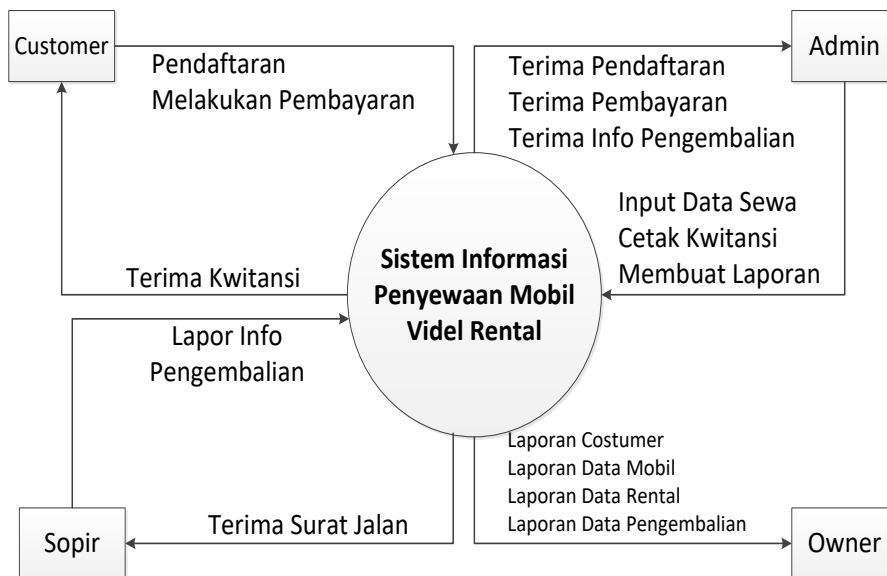 Customer
Pendaftaran
Melakukan Pembayaran
Terima Pendaftaran
Terima Pembayaran
Terima Info Pengembalian
Admin
Input Data Sewa
Cetak Kwitansi
Membuat Laporan
Sistem Informasi
Penyewaan Mobil
Videl Rental
Terima Kwitansi
Lapor Info
Pengembalian
Laporan Costumer
Laporan Data Mobil
Laporan Data Rental
Laporan Data Pengembalian
Terima Surat Jalan
Sopir
Owner